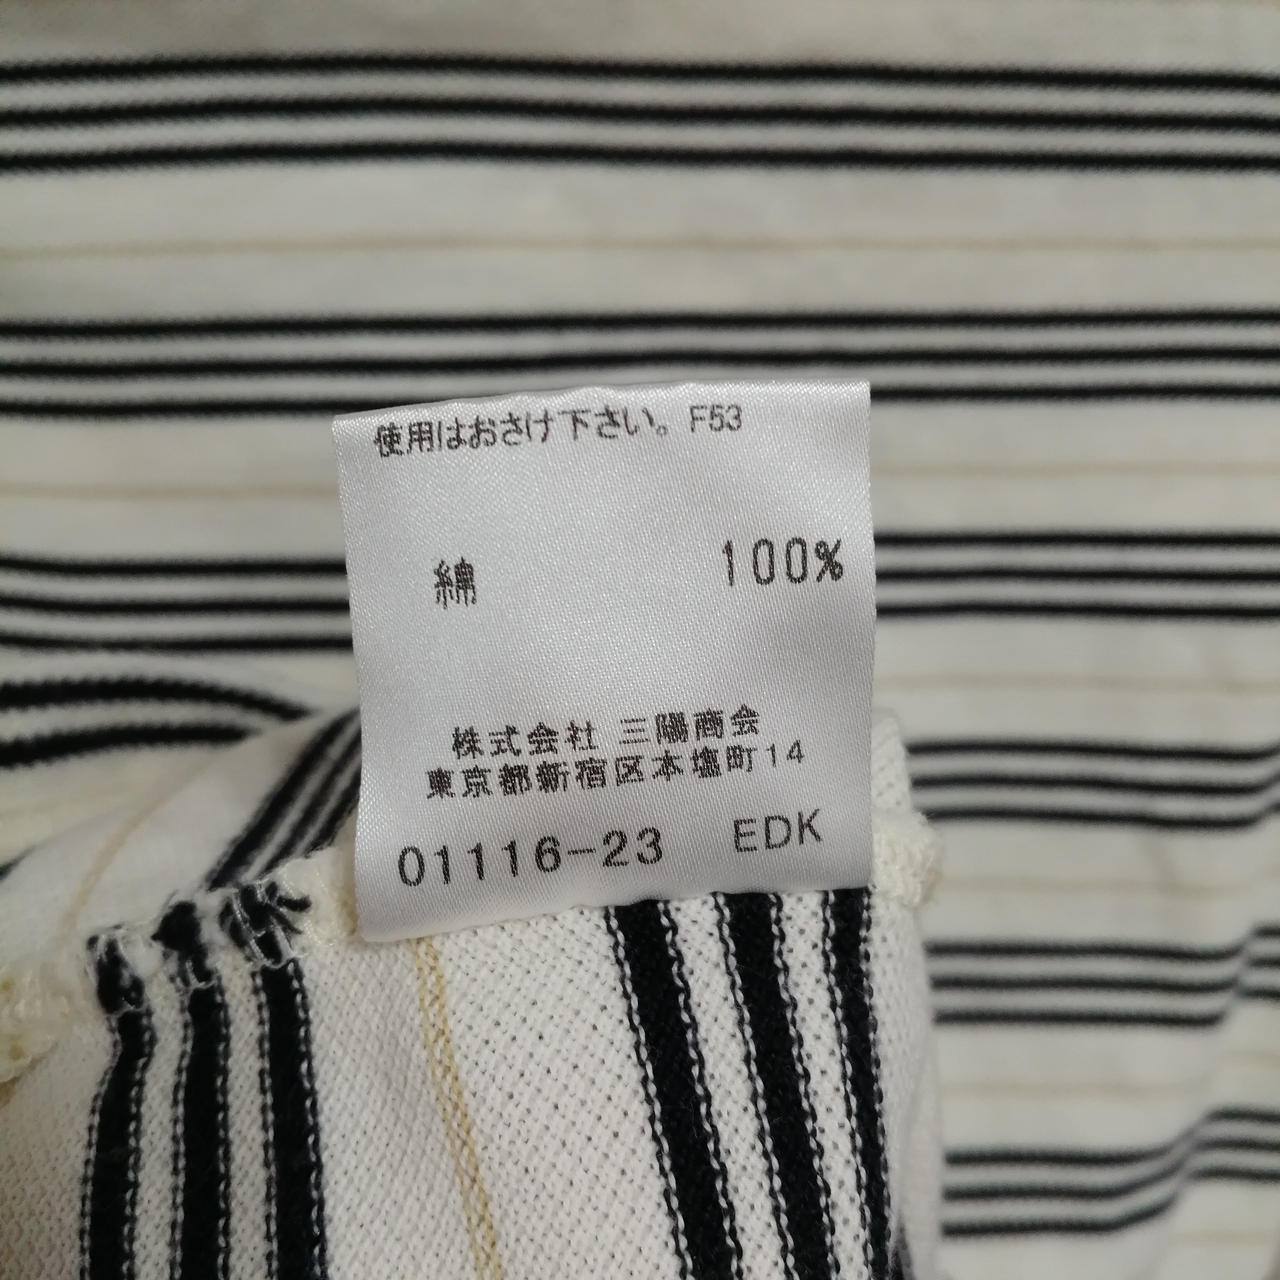 使用はおさけ下さい。F53
綿 100%
株式会社 三陽商会
東京都新宿区本塩町14
01116-23 EDK